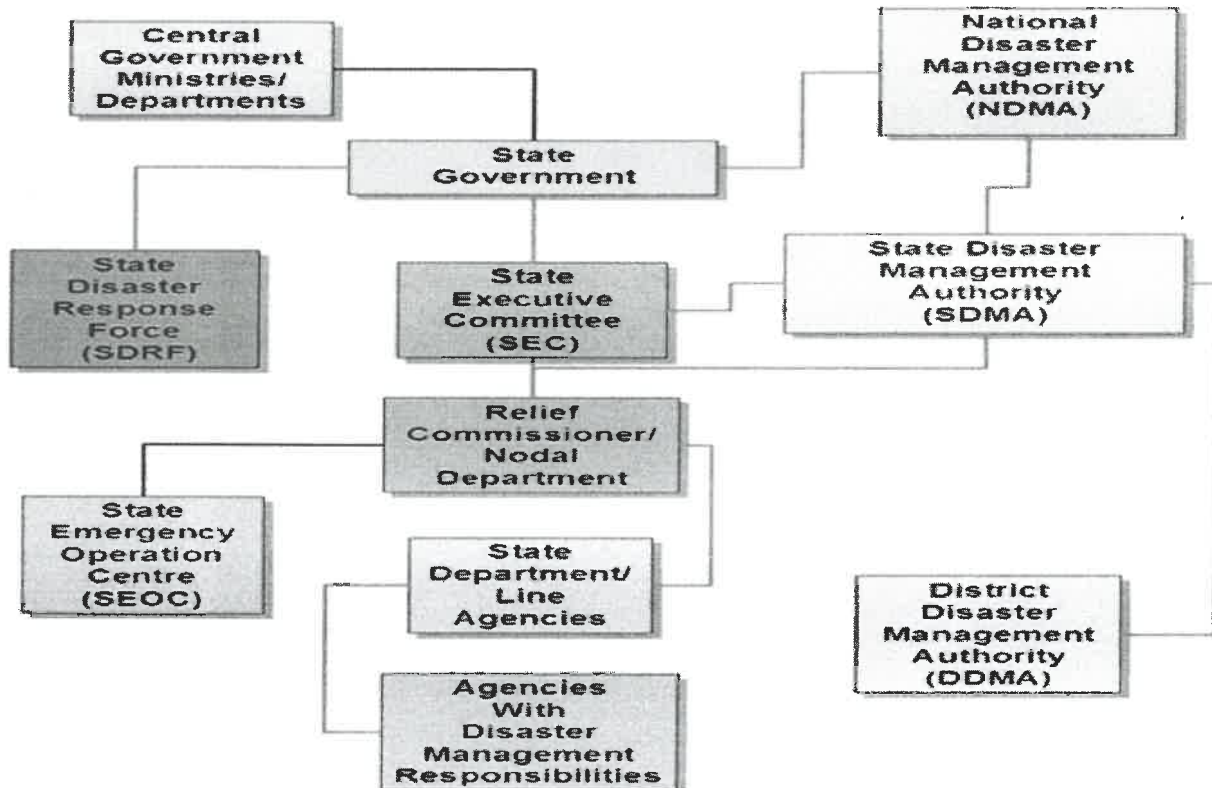 Central
Government
Ministries/
Departments
National
Disaster
Management
Authority
(NDMA)
State
Government
State
Disaster
Response
Force
(SDRF)
State
Executive
Committee
(SEC)
State Disaster
Management
Authority
(SDMA)
Relief
Commissioner/
Nodal
Department
State
Emergency
Operation
Centre
(SEOC)
State
Department/
Line
Agencies
District
Disaster
Management
Authority
(DDMA)
Agencies
With
Disaster
Management
Responsibilities